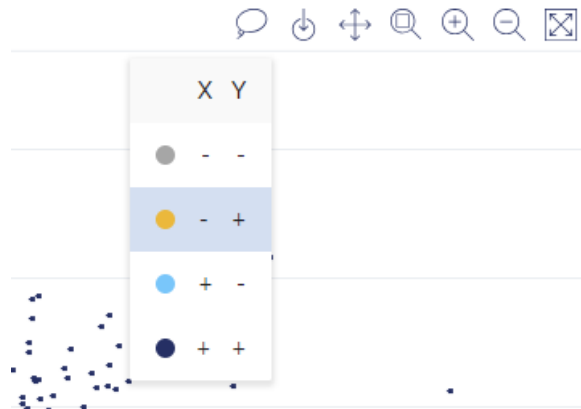 X Y
- -
- +
+ -
+ +